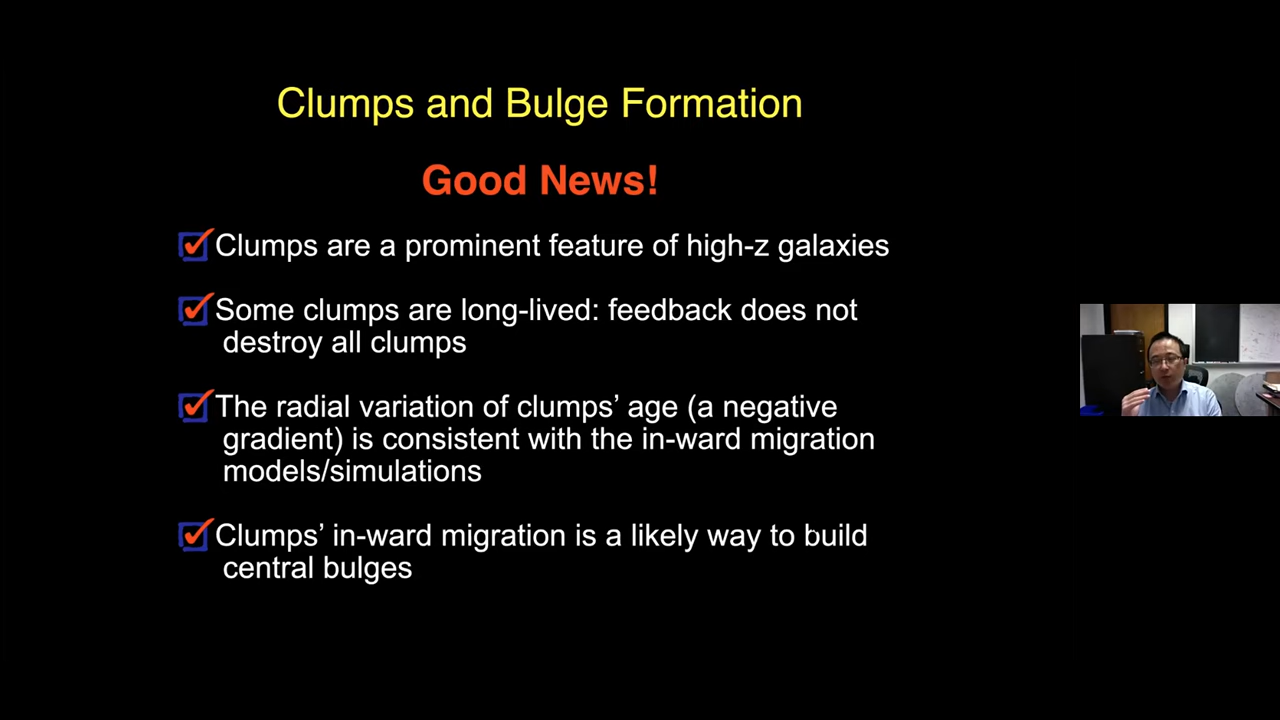 Clumps and Bulge Formation
Good News!
Clumps are a prominent feature of high-z galaxies
Some clumps are long-lived: feedback does not
destroy all clumps
The radial variation of clumps’ age (a negative
gradient) is consistent with the in-ward migration
models/simulations
Clumps’ in-ward migration is a likely way to build
central bulges